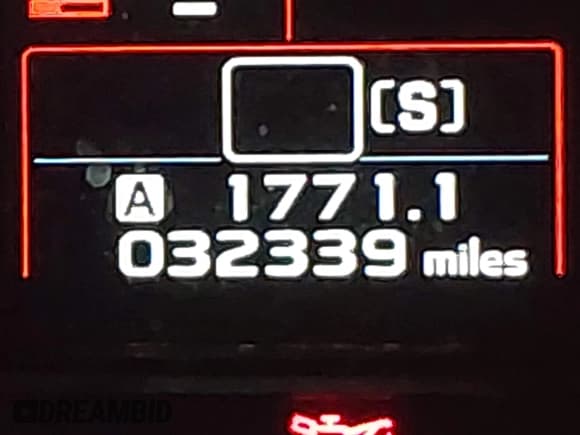 [S]
A 1771.1
032339 miles
DREAMBID